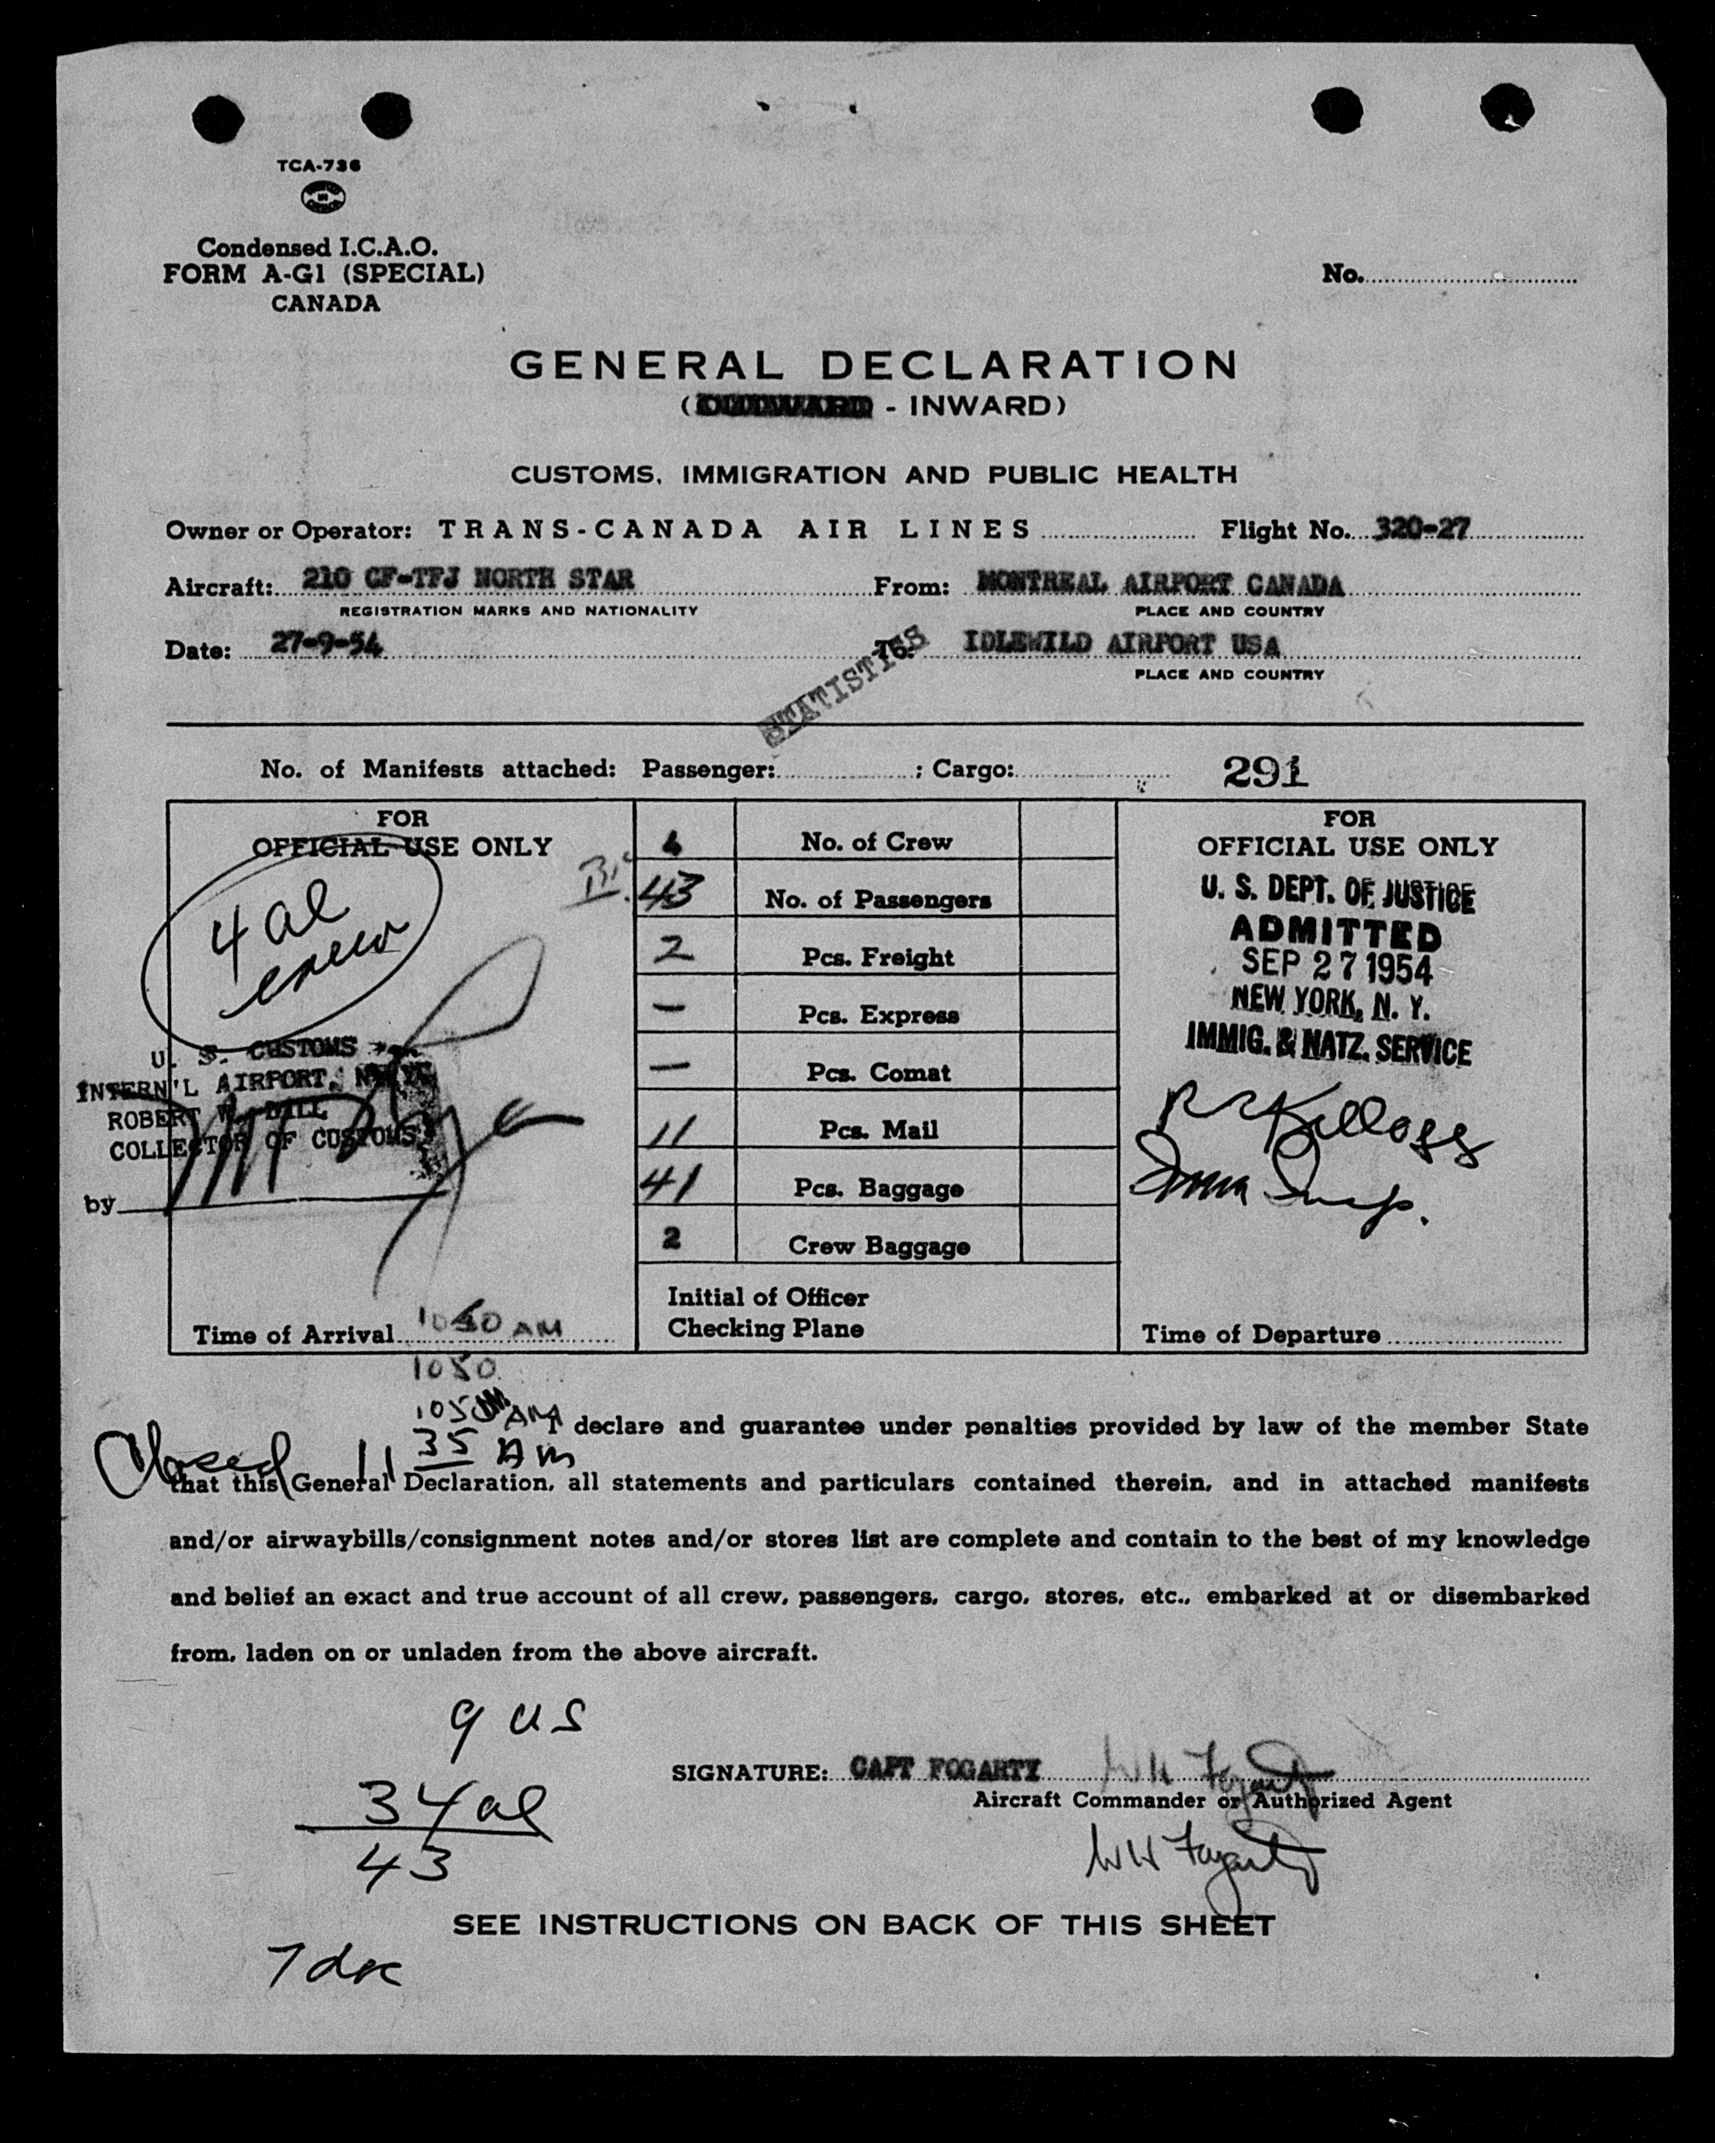 TCA-736
Condensed I.C.A.O.
FORM A-G1 (SPECIAL)
CANADA
No.
GENERAL DECLARATION
( - INWARD)
CUSTOMS, IMMIGRATION AND PUBLIC HEALTH
Owner or Operator: TRANS-CANADA AIR LINES Flight No. 320-27
Aircraft: 210 CF-TFJ NORTH STAR From: MONTREAL AIRPORT CANADA
REGISTRATION MARKS AND NATIONALITY PLACE AND COUNTRY
Date: 27-9-54 To: IDLEWILD AIRPORT USA
PLACE AND COUNTRY
STATISTICS
No. of Manifests attached: Passenger: ; Cargo: 291
FOR
OFFICIAL USE ONLY
4 al
crew
U. S. CUSTOMS
INTERN'L AIRPORT, N.Y.
ROBERT W. DILL
COLLECTOR OF CUSTOMS
by
Time of Arrival 1050 AM
1050
105 AM
Closed 11 35 AM
No. of Crew
43 No. of Passengers
2 Pcs. Freight
— Pcs. Express
— Pcs. Comat
11 Pcs. Mail
41 Pcs. Baggage
2 Crew Baggage
Initial of Officer
Checking Plane
FOR
OFFICIAL USE ONLY
U. S. DEPT. OF JUSTICE
ADMITTED
SEP 27 1954
NEW YORK, N. Y.
IMMIG. & NATZ. SERVICE
R R Kellogg
Imm Insp.
Time of Departure
I declare and guarantee under penalties provided by law of the member State
that this General Declaration, all statements and particulars contained therein, and in attached manifests
and/or airwaybills/consignment notes and/or stores list are complete and contain to the best of my knowledge
and belief an exact and true account of all crew, passengers, cargo, stores, etc., embarked at or disembarked
from, laden on or unladen from the above aircraft.
9 US
34 al
43
SIGNATURE: CAPT FOGARTY W H Fogarty
Aircraft Commander or Authorized Agent
W H Fogarty
SEE INSTRUCTIONS ON BACK OF THIS SHEET
7 doc